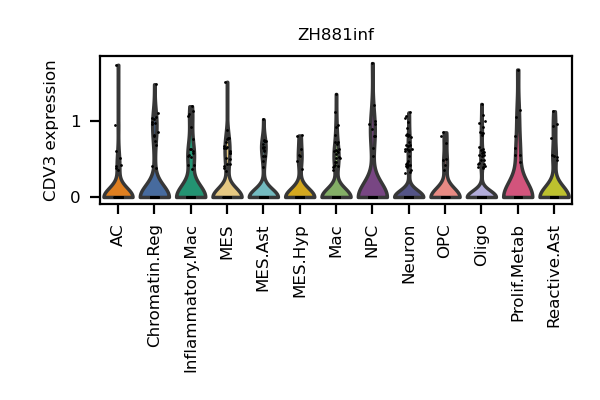 ZH881inf
CDV3 expression
1
0
AC
Chromatin.Reg
Inflammatory.Mac
MES
MES.Ast
MES.Hyp
Mac
NPC
Neuron
OPC
Oligo
Prolif.Metab
Reactive.Ast